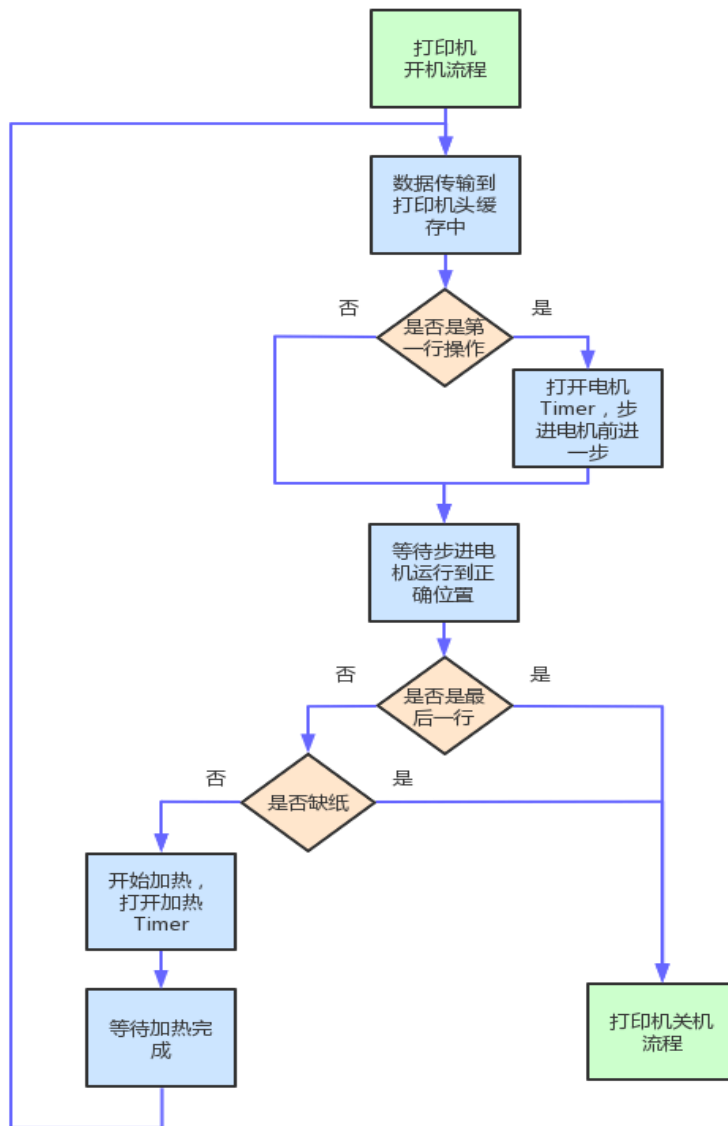 打印机
开机流程
数据传输到
打印机头缓
存中
否
是
是否是第
一行操作
打开电机
Timer，步
进电机前进
一步
等待步进电
机运行到正
确位置
否
是
是否是最
后一行
否
是
是否缺纸
开始加热，
打开加热
Timer
等待加热完
成
打印机关机
流程